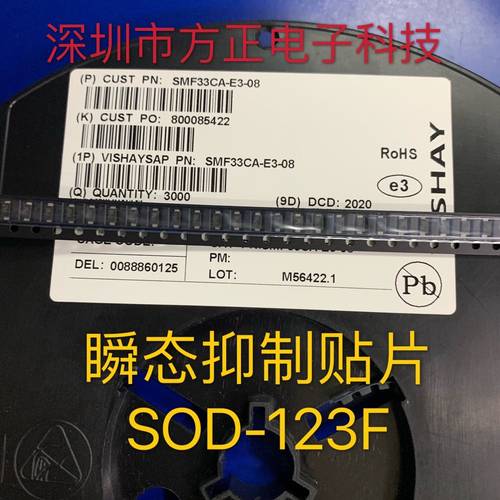 深圳市方正电子科技
(P) CUST PN: SMF33CA-E3-08
(K) CUST PO: 800085422
(1P) VISHAYSAP PN: SMF33CA-E3-08
(Q) QUANTITY: 3000
(9D) DCD: 2020
RoHS
e3
SHAY
PM:
DEL: 0088860125
LOT: M56422.1
Pb
瞬态抑制贴片
SOD-123F